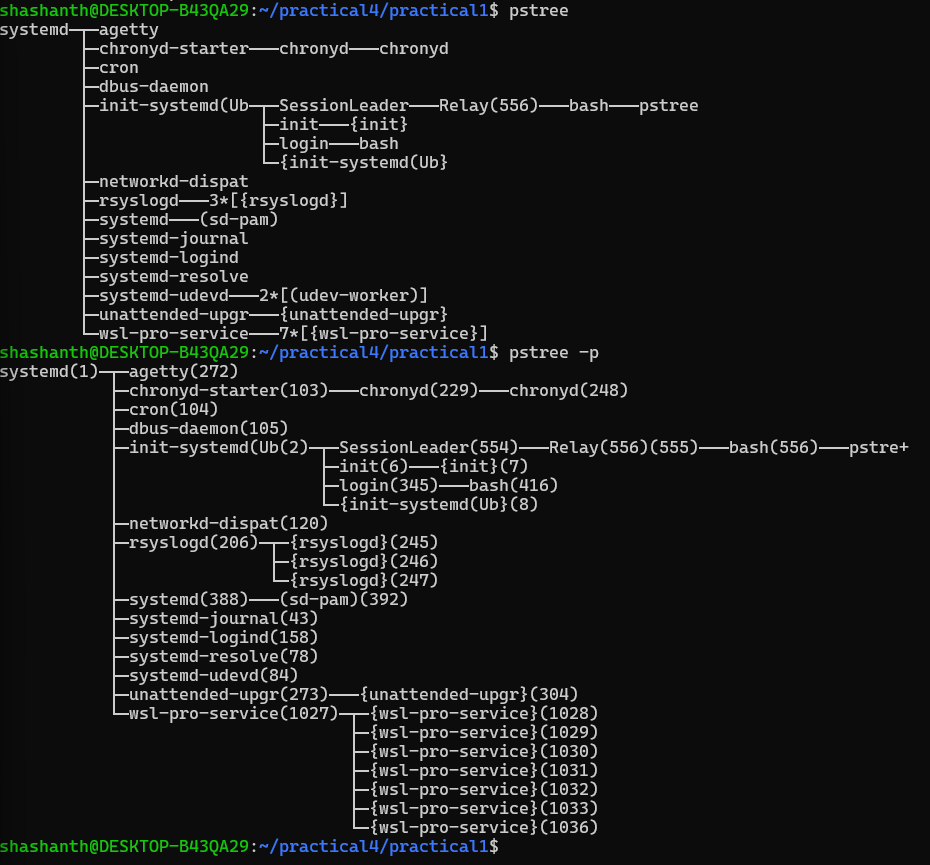 shashanth@DESKTOP-B43QA29:~/practical4/practical1$ pstree
systemd─┬─agetty
        ├─chronyd-starter───chronyd───chronyd
        ├─cron
        ├─dbus-daemon
        ├─init-systemd(Ub─┬─SessionLeader───Relay(556)───bash───pstree
        │                 ├─init───{init}
        │                 ├─login───bash
        │                 └─{init-systemd(Ub}
        ├─networkd-dispat
        ├─rsyslogd───3*[{rsyslogd}]
        ├─systemd───(sd-pam)
        ├─systemd-journal
        ├─systemd-logind
        ├─systemd-resolve
        ├─systemd-udevd───2*[(udev-worker)]
        ├─unattended-upgr───{unattended-upgr}
        └─wsl-pro-service───7*[{wsl-pro-service}]
shashanth@DESKTOP-B43QA29:~/practical4/practical1$ pstree -p
systemd(1)─┬─agetty(272)
           ├─chronyd-starter(103)───chronyd(229)───chronyd(248)
           ├─cron(104)
           ├─dbus-daemon(105)
           ├─init-systemd(Ub(2)─┬─SessionLeader(554)───Relay(556)(555)───bash(556)───pstre+
           │                    ├─init(6)───{init}(7)
           │                    ├─login(345)───bash(416)
           │                    └─{init-systemd(Ub}(8)
           ├─networkd-dispat(120)
           ├─rsyslogd(206)─┬─{rsyslogd}(245)
           │               ├─{rsyslogd}(246)
           │               └─{rsyslogd}(247)
           ├─systemd(388)───(sd-pam)(392)
           ├─systemd-journal(43)
           ├─systemd-logind(158)
           ├─systemd-resolve(78)
           ├─systemd-udevd(84)
           ├─unattended-upgr(273)───{unattended-upgr}(304)
           └─wsl-pro-service(1027)─┬─{wsl-pro-service}(1028)
                                   ├─{wsl-pro-service}(1029)
                                   ├─{wsl-pro-service}(1030)
                                   ├─{wsl-pro-service}(1031)
                                   ├─{wsl-pro-service}(1032)
                                   ├─{wsl-pro-service}(1033)
                                   └─{wsl-pro-service}(1036)
shashanth@DESKTOP-B43QA29:~/practical4/practical1$